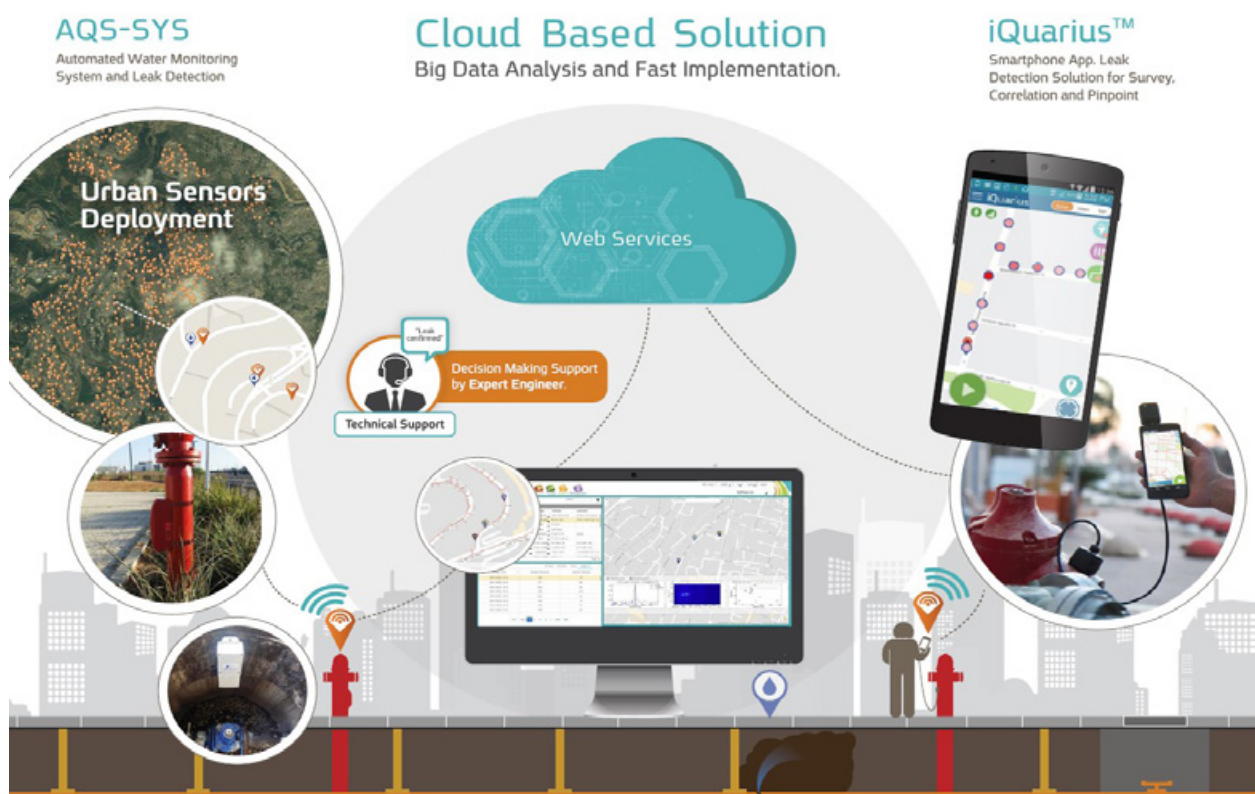 AQS-SYS
Automated Water Monitoring
System and Leak Detection
Cloud Based Solution
Big Data Analysis and Fast Implementation.
iQuarius™
Smartphone App. Leak
Detection Solution for Survey,
Correlation and Pinpoint
Urban Sensors
Deployment
Web Services
iQuarius
"Leak
confirmed"
Decision Making Support
by Expert Engineer.
Technical Support